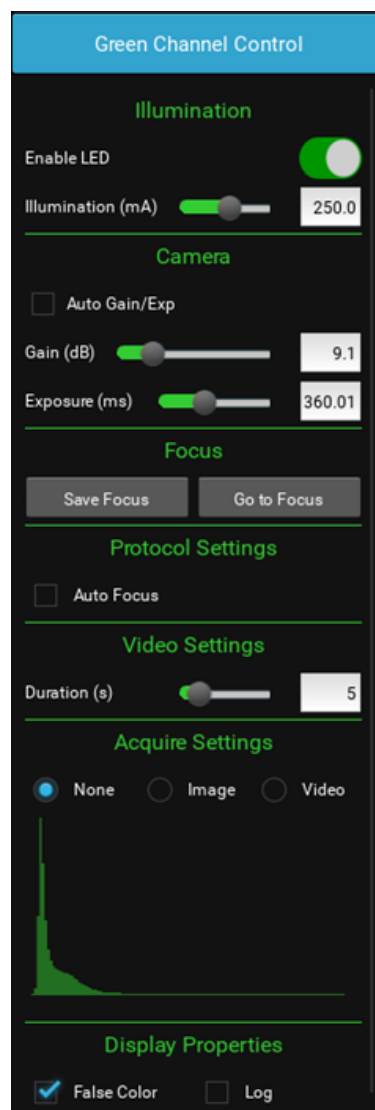 Green Channel Control
Illumination
Enable LED
Illumination (mA) 250.0
Camera
Auto Gain/Exp
Gain (dB) 9.1
Exposure (ms) 360.01
Focus
Save Focus Go to Focus
Protocol Settings
Auto Focus
Video Settings
Duration (s) 5
Acquire Settings
None Image Video
Display Properties
False Color Log